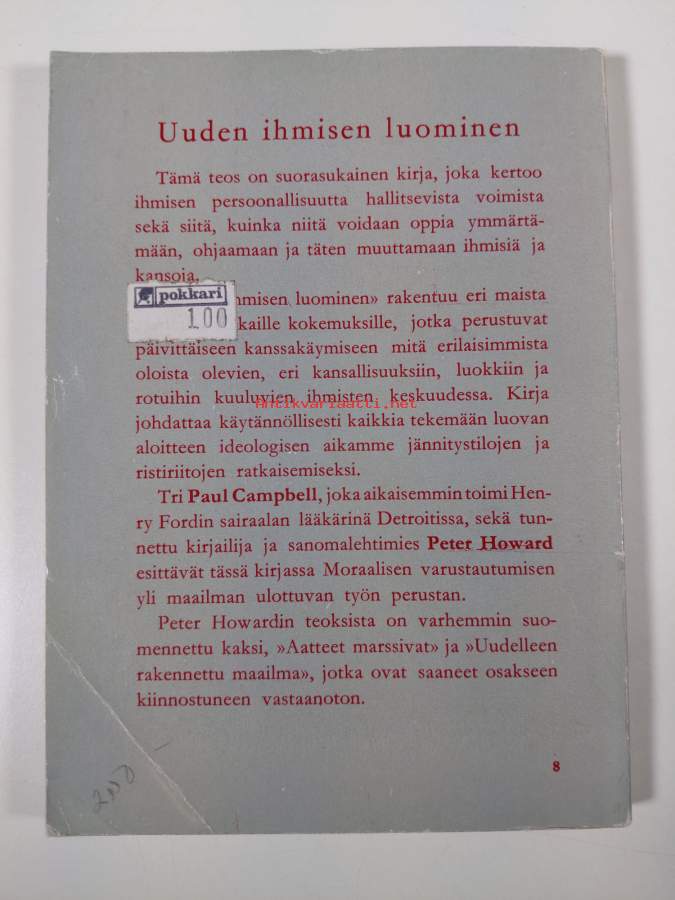 Uuden ihmisen luominen
Tämä teos on suorasukainen kirja, joka kertoo
ihmisen persoonallisuutta hallitsevista voimista
sekä siitä, kuinka niitä voidaan oppia ymmärtä-
mään, ohjaamaan ja täten muuttamaan ihmisiä ja
kansoja.
pokkari
100
hmisen luominen» rakentuu eri maista
kaille kokemuksille, jotka perustuvat
päivittäiseen kanssakäymiseen mitä erilaisimmista
oloista olevien, eri kansallisuuksiin, luokkiin ja
rotuihin kuuluvien ihmisten keskuudessa. Kirja
Antikvariaatti.net
johdattaa käytännöllisesti kaikkia tekemään luovan
aloitteen ideologisen aikamme jännitystilojen ja
ristiriitojen ratkaisemiseksi.
Tri Paul Campbell, joka aikaisemmin toimi Hen-
ry Fordin sairaalan lääkärinä Detroitissa, sekä tun-
nettu kirjailija ja sanomalehtimies Peter Howard
esittävät tässä kirjassa Moraalisen varustautumisen
yli maailman ulottuvan työn perustan.
Peter Howardin teoksista on varhemmin suo-
mennettu kaksi, »Aatteet marssivat» ja »Uudelleen
rakennettu maailma», jotka ovat saaneet osakseen
kiinnostuneen vastaanoton.
8